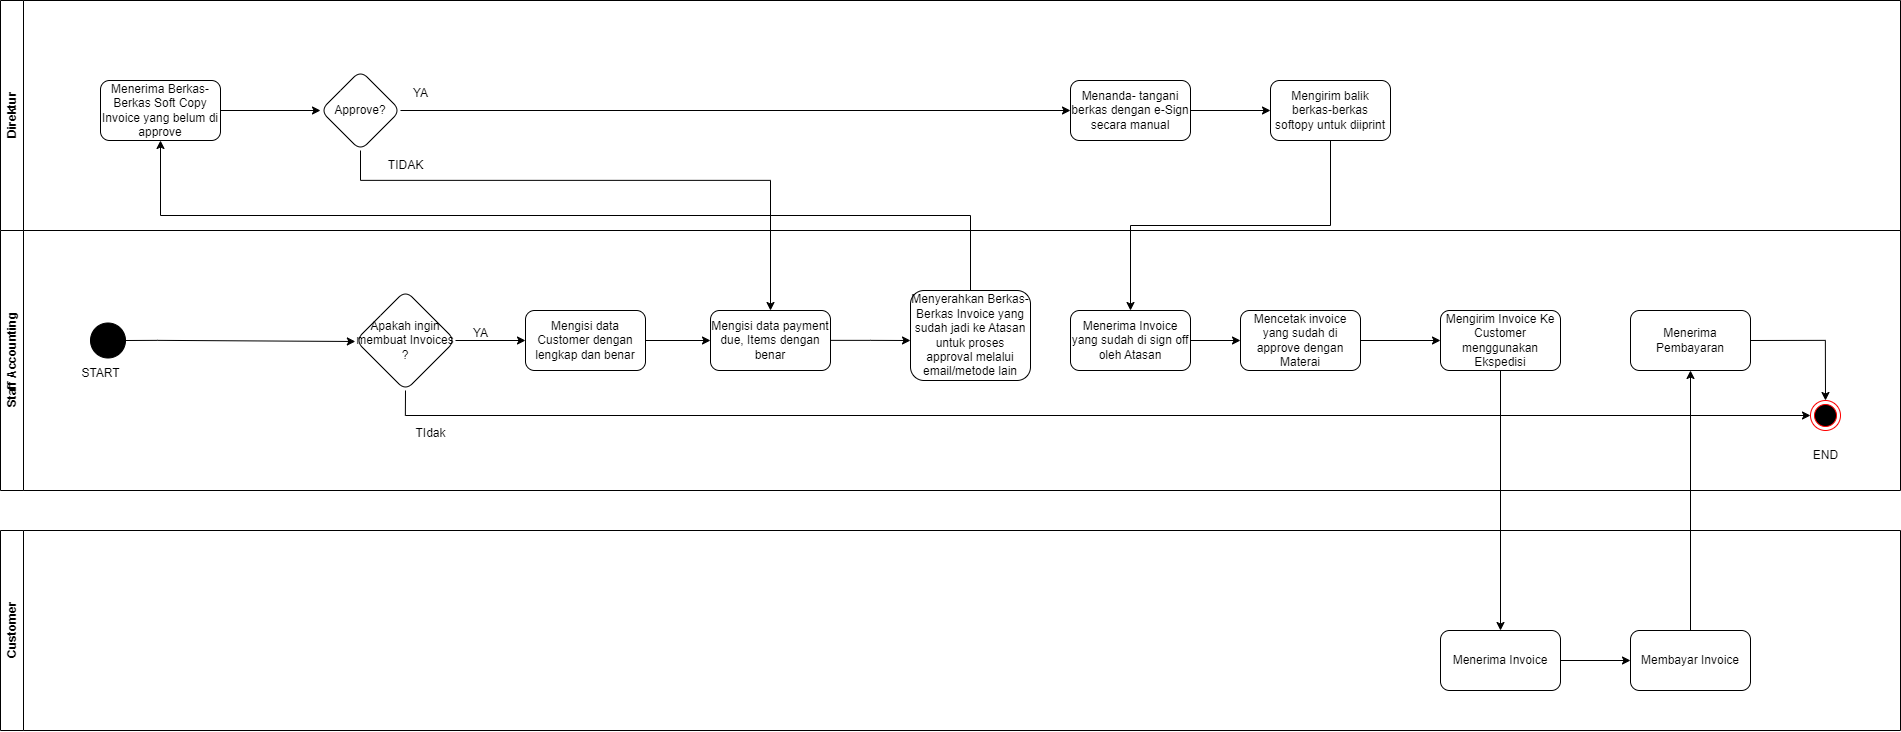 Direktur
Menerima Berkas-
Berkas Soft Copy
Invoice yang belum di
approve
Approve?
YA
TIDAK
Menanda- tangani
berkas dengan e-Sign
secara manual
Mengirim balik
berkas-berkas
softopy untuk diiprint
Staff Accounting
START
Apakah ingin
membuat Invoices
?
YA
TIdak
Mengisi data
Customer dengan
lengkap dan benar
Mengisi data payment
due, Items dengan
benar
Menyerahkan Berkas-
Berkas Invoice yang
sudah jadi ke Atasan
untuk proses
approval melalui
email/metode lain
Menerima Invoice
yang sudah di sign off
oleh Atasan
Mencetak invoice
yang sudah di
approve dengan
Materai
Mengirim Invoice Ke
Customer
menggunakan
Ekspedisi
Menerima
Pembayaran
END
Customer
Menerima Invoice
Membayar Invoice